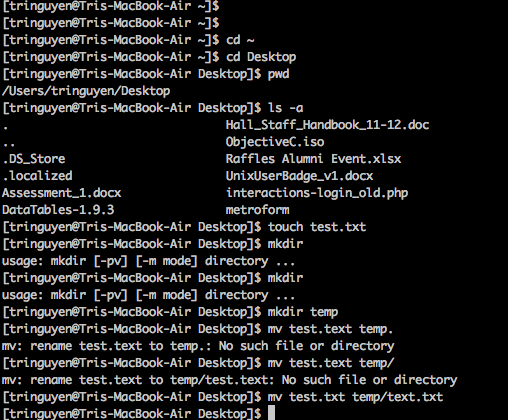 [tringuyen@Tris-MacBook-Air ~]$
[tringuyen@Tris-MacBook-Air ~]$
[tringuyen@Tris-MacBook-Air ~]$ cd ~
[tringuyen@Tris-MacBook-Air ~]$ cd Desktop
[tringuyen@Tris-MacBook-Air Desktop]$ pwd
/Users/tringuyen/Desktop
[tringuyen@Tris-MacBook-Air Desktop]$ ls -a
. Hall_Staff_Handbook_11-12.doc
.. ObjectiveC.iso
.DS_Store Raffles Alumni Event.xlsx
.localized UnixUserBadge_v1.docx
Assessment_1.docx interactions-login_old.php
DataTables-1.9.3 metroform
[tringuyen@Tris-MacBook-Air Desktop]$ touch test.txt
[tringuyen@Tris-MacBook-Air Desktop]$ mkdir
usage: mkdir [-pv] [-m mode] directory ...
[tringuyen@Tris-MacBook-Air Desktop]$ mkdir
usage: mkdir [-pv] [-m mode] directory ...
[tringuyen@Tris-MacBook-Air Desktop]$ mkdir temp
[tringuyen@Tris-MacBook-Air Desktop]$ mv test.text temp.
mv: rename test.text to temp.: No such file or directory
[tringuyen@Tris-MacBook-Air Desktop]$ mv test.text temp/
mv: rename test.text to temp/test.text: No such file or directory
[tringuyen@Tris-MacBook-Air Desktop]$ mv test.txt temp/text.txt
[tringuyen@Tris-MacBook-Air Desktop]$